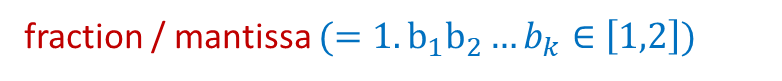 fraction / mantissa (= 1. b₁b₂ … bₖ ∈ [1,2])